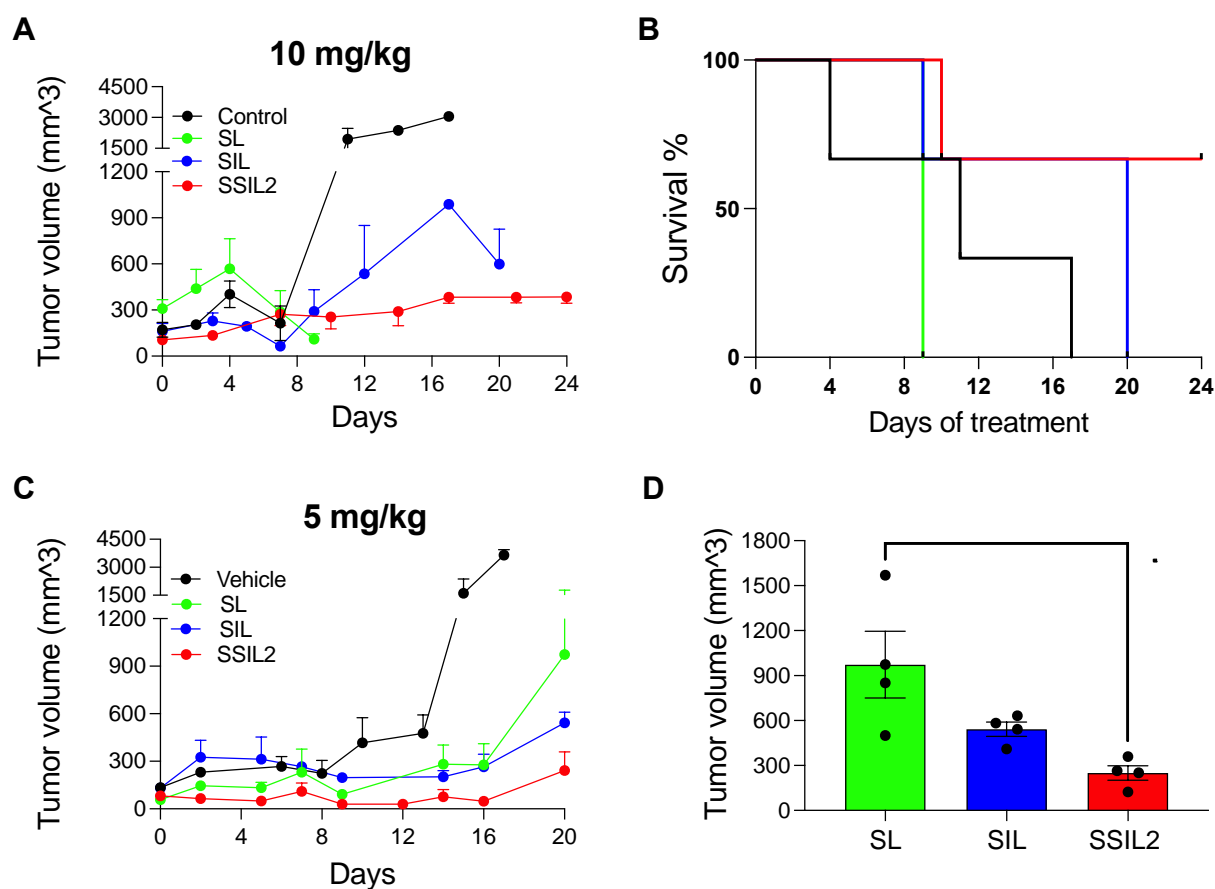 A
10 mg/kg
Tumor volume (mm^3)
4500
3000
1500
1200
900
600
300
0
Control
SL
SIL
SSIL2
0 4 8 12 16 20 24
Days
B
Survival %
100
50
0
0 4 8 12 16 20 24
Days of treatment
C
5 mg/kg
Tumor volume (mm^3)
4500
3000
1500
1200
900
600
300
0
Vehicle
SL
SIL
SSIL2
0 4 8 12 16 20
Days
D
Tumor volume (mm^3)
1800
1500
1200
900
600
300
0
SL SIL SSIL2